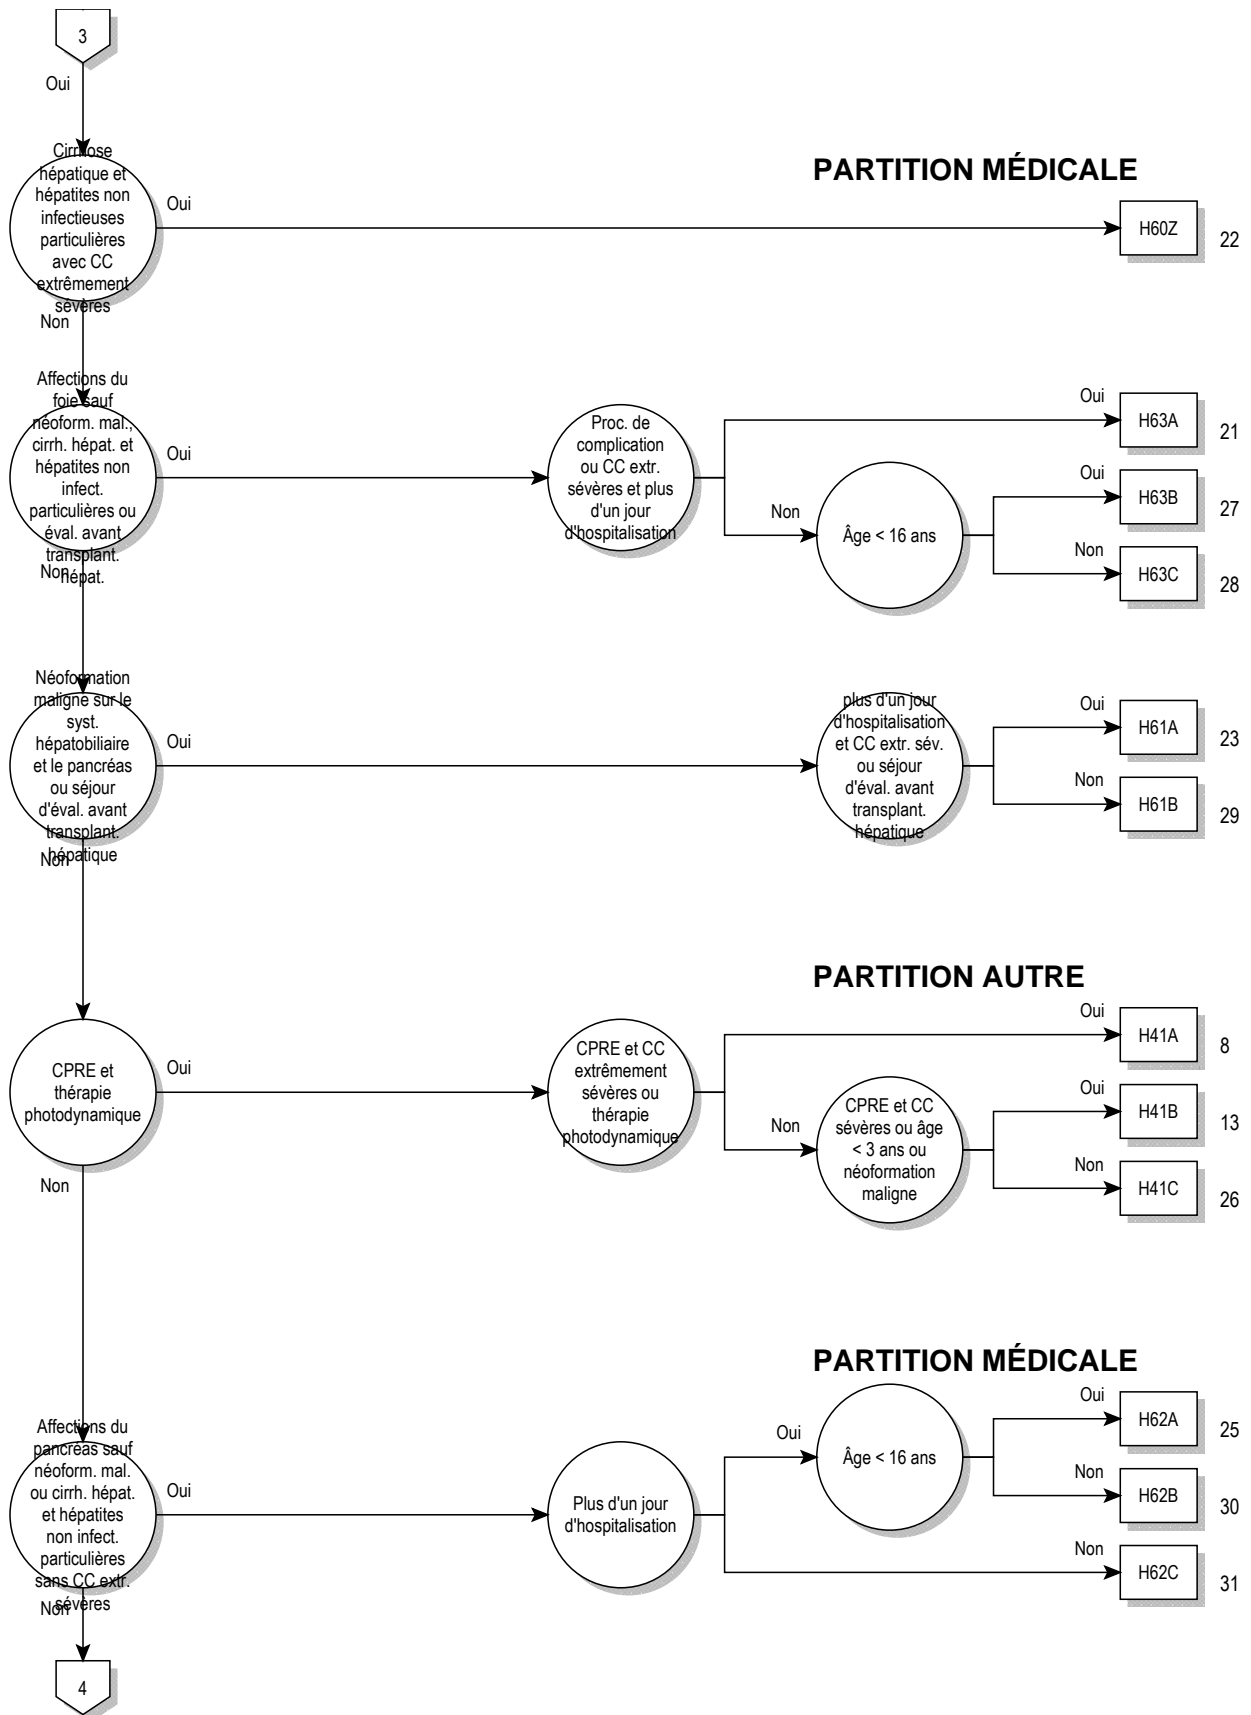 3
Oui
Cirrhose
hépatique et
hépatites non
infectieuses
particulières
avec CC
extrêmement
sévères
Oui
PARTITION MÉDICALE
H60Z
22
Non
Affections du
foie sauf
néoform. mal.,
cirrh. hépat. et
hépatites non
infect.
particulières ou
éval. avant
transplant.
hépat.
Oui
Proc. de
complication
ou CC extr.
sévères et plus
d'un jour
d'hospitalisation
Oui
H63A
21
Non
Âge < 16 ans
Oui
H63B
27
Non
H63C
28
Non
Néoformation
maligne sur le
syst.
hépatobiliaire
et le pancréas
ou séjour
d'éval. avant
transplant.
hépatique
Oui
plus d'un jour
d'hospitalisation
et CC extr. sév.
ou séjour
d'éval. avant
transplant.
hépatique
Oui
H61A
23
Non
H61B
29
Non
PARTITION AUTRE
CPRE et
thérapie
photodynamique
Oui
CPRE et CC
extrêmement
sévères ou
thérapie
photodynamique
Oui
H41A
8
Non
CPRE et CC
sévères ou âge
< 3 ans ou
néoformation
maligne
Oui
H41B
13
Non
H41C
26
Non
PARTITION MÉDICALE
Affections du
pancréas sauf
néoform. mal.
ou cirrh. hépat.
et hépatites
non infect.
particulières
sans CC extr.
sévères
Oui
Plus d'un jour
d'hospitalisation
Oui
Âge < 16 ans
Oui
H62A
25
Non
H62B
30
Non
H62C
31
Non
4